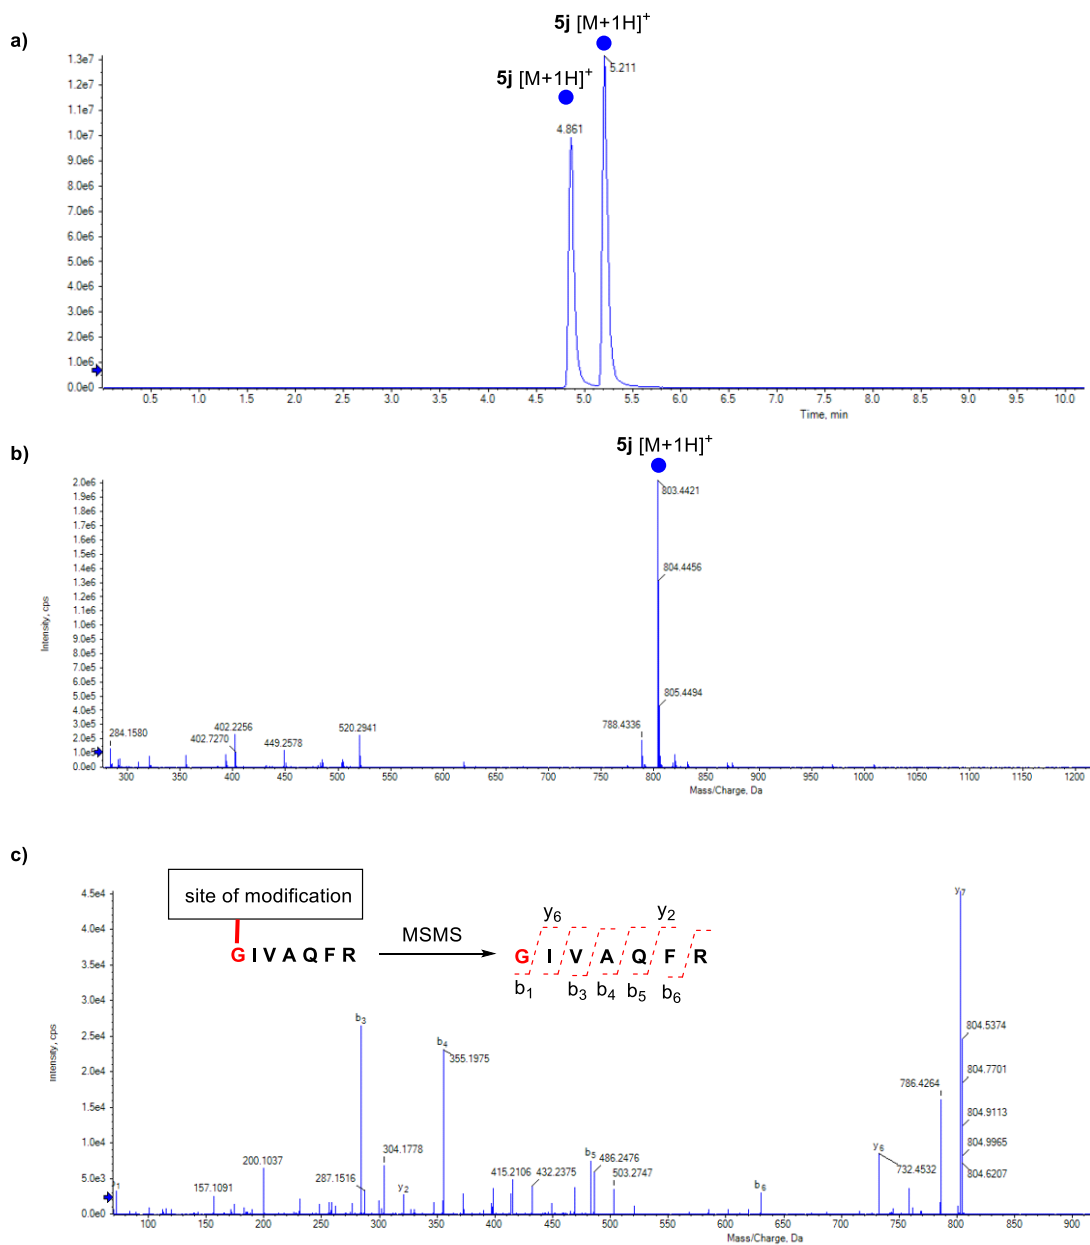 a)
5j [M+1H]+
5j [M+1H]+
1.3e7
1.2e7
1.1e7
1.0e7
9.0e6
8.0e6
7.0e6
6.0e6
5.0e6
4.0e6
3.0e6
2.0e6
1.0e6
0.0e0
5.211
4.861
0.5 1.0 1.5 2.0 2.5 3.0 3.5 4.0 4.5 5.0 5.5 6.0 6.5 7.0 7.5 8.0 8.5 9.0 9.5 10.0
Time, min
b)
5j [M+1H]+
Intensity, cps
2.0e6
1.9e6
1.8e6
1.7e6
1.6e6
1.5e6
1.4e6
1.3e6
1.2e6
1.1e6
1.0e6
9.0e5
8.0e5
7.0e5
6.0e5
5.0e5
4.0e5
3.0e5
2.0e5
1.0e5
0.0e0
803.4421
804.4456
805.4494
788.4336
284.1580
402.2256
402.7270
449.2578
520.2941
300 350 400 450 500 550 600 650 700 750 800 850 900 950 1000 1050 1100 1150 1200
Mass/Charge, Da
c)
site of modification
G I V A Q F R
MSMS
y6 y2
G I V A Q F R
b1 b3 b4 b5 b6
Intensity, cps
4.5e4
4.0e4
3.5e4
3.0e4
2.5e4
2.0e4
1.5e4
1.0e4
5.0e3
0.0e0
y7
804.5374
804.7701
804.9113
804.9965
804.6207
786.4264
b3
b4
355.1975
200.1037
157.1091
287.1516
304.1778
y2
415.2106
432.2375
b5
486.2476
503.2747
b6
y6
732.4532
100 150 200 250 300 350 400 450 500 550 600 650 700 750 800 850 900
Mass/Charge, Da